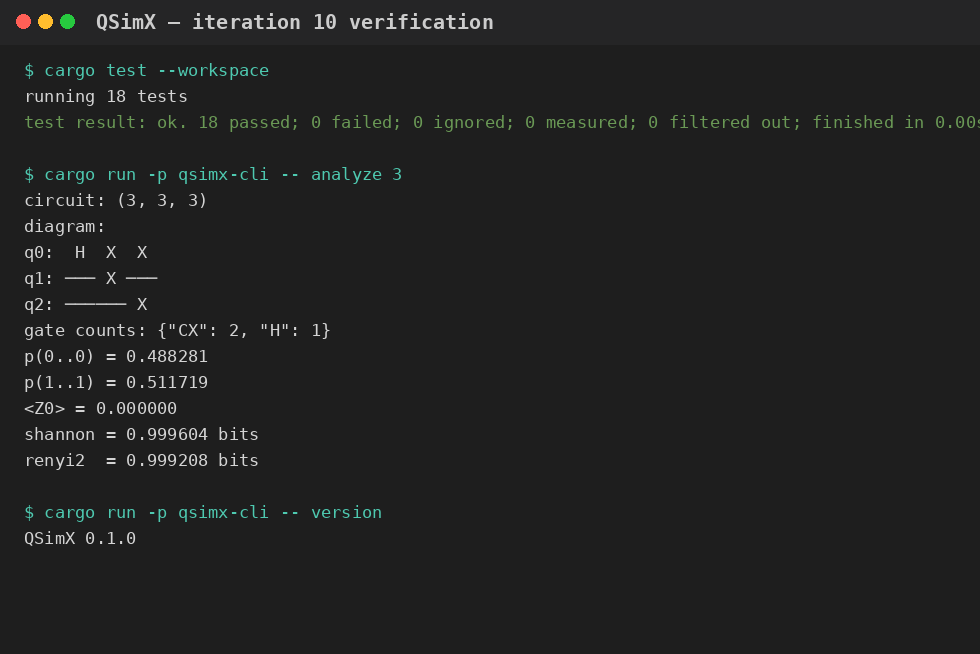 QSimX — iteration 10 verification
$ cargo test --workspace
running 18 tests
test result: ok. 18 passed; 0 failed; 0 ignored; 0 measured; 0 filtered out; finished in 0.00s
$ cargo run -p qsimx-cli -- analyze 3
circuit: (3, 3, 3)
diagram:
q0:  H  X  X
q1: ─── X ───
q2: ────── X
gate counts: {"CX": 2, "H": 1}
p(0..0) = 0.488281
p(1..1) = 0.511719
<Z0> = 0.000000
shannon = 0.999604 bits
renyi2  = 0.999208 bits
$ cargo run -p qsimx-cli -- version
QSimX 0.1.0